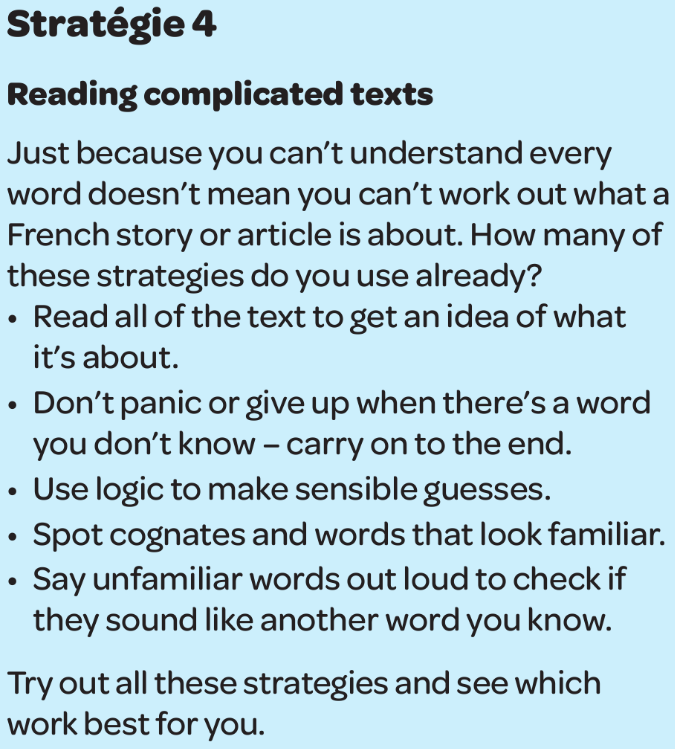 Stratégie 4
Reading complicated texts
Just because you can't understand every
word doesn't mean you can't work out what a
French story or article is about. How many of
these strategies do you use already?
• Read all of the text to get an idea of what
it's about.
• Don't panic or give up when there's a word
you don't know – carry on to the end.
• Use logic to make sensible guesses.
• Spot cognates and words that look familiar.
• Say unfamiliar words out loud to check if
they sound like another word you know.
Try out all these strategies and see which
work best for you.